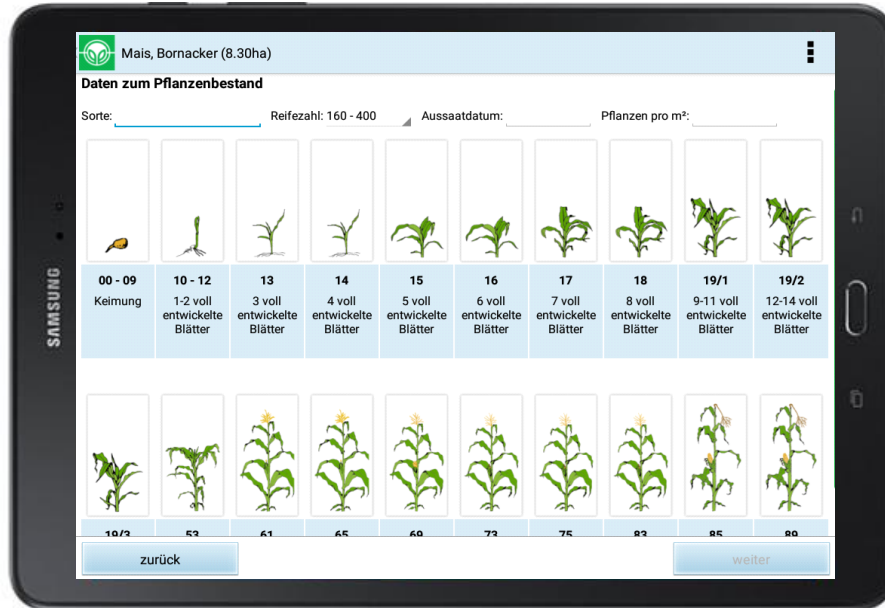 SAMSUNG
Mais, Bornacker (8.30ha)
Daten zum Pflanzenbestand
Sorte: Reifezahl: 160 - 400 Aussaatdatum: Pflanzen pro m²:
00 - 09 10 - 12 13 14 15 16 17 18 19/1 19/2
Keimung 1-2 voll 3 voll 4 voll 5 voll 6 voll 7 voll 8 voll 9-11 voll 12-14 voll
entwickelte entwickelte entwickelte entwickelte entwickelte entwickelte entwickelte entwickelte entwickelte
Blätter Blätter Blätter Blätter Blätter Blätter Blätter Blätter Blätter
19/3 53 61 65 69 73 75 83 85 89
zurück weiter